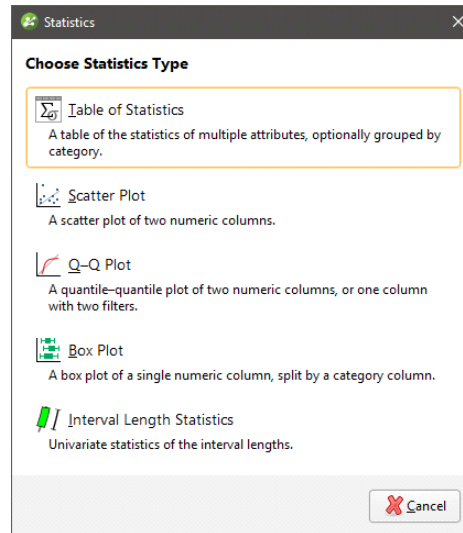 Statistics
Choose Statistics Type
Table of Statistics
A table of the statistics of multiple attributes, optionally grouped by
category.
Scatter Plot
A scatter plot of two numeric columns.
Q–Q Plot
A quantile–quantile plot of two numeric columns, or one column
with two filters.
Box Plot
A box plot of a single numeric column, split by a category column.
Interval Length Statistics
Univariate statistics of the interval lengths.
Cancel